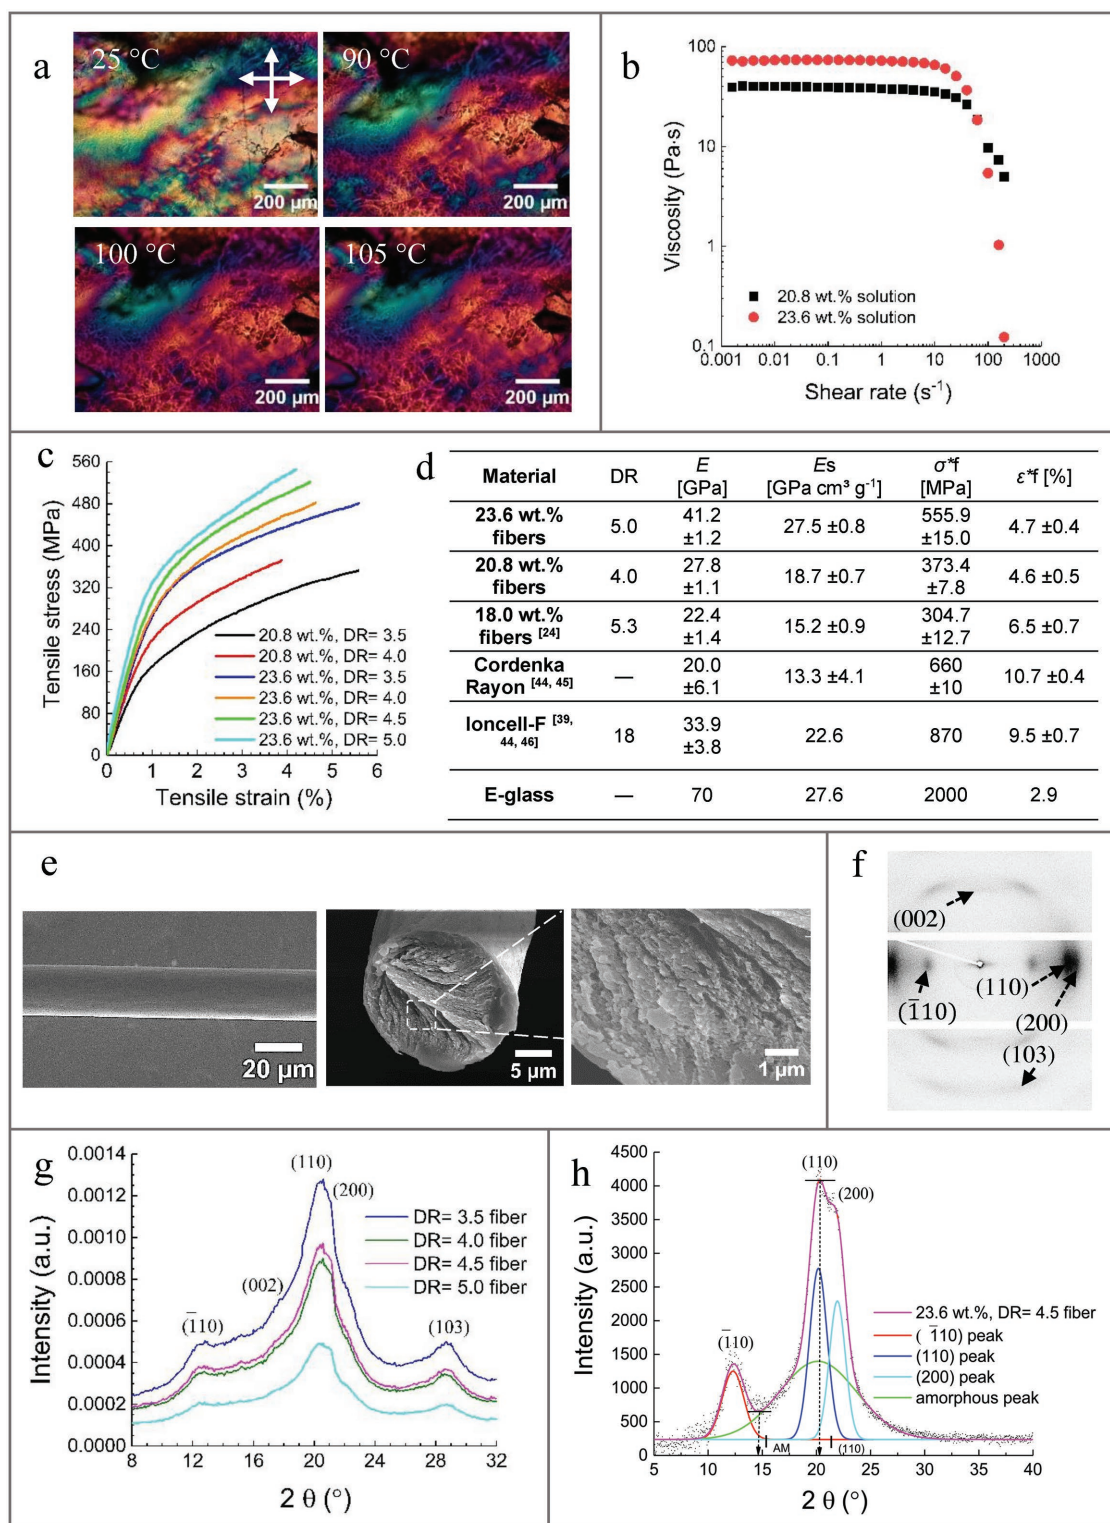 a
25 °C
200 µm
90 °C
200 µm
100 °C
200 µm
105 °C
200 µm
b
Viscosity (Pa·s)
100
10
1
0.1
20.8 wt.% solution
23.6 wt.% solution
0.001 0.01 0.1 1 10 100 1000
Shear rate (s⁻¹)
c
Tensile stress (MPa)
560
480
400
320
240
160
80
0
20.8 wt.%, DR= 3.5
20.8 wt.%, DR= 4.0
23.6 wt.%, DR= 3.5
23.6 wt.%, DR= 4.0
23.6 wt.%, DR= 4.5
23.6 wt.%, DR= 5.0
0 1 2 3 4 5 6
Tensile strain (%)
d
Material DR E [GPa] Es [GPa cm³ g⁻¹] σ*f [MPa] ε*f [%]
23.6 wt.% fibers 5.0 41.2 ±1.2 27.5 ±0.8 555.9 ±15.0 4.7 ±0.4
20.8 wt.% fibers 4.0 27.8 ±1.1 18.7 ±0.7 373.4 ±7.8 4.6 ±0.5
18.0 wt.% fibers [24] 5.3 22.4 ±1.4 15.2 ±0.9 304.7 ±12.7 6.5 ±0.7
Cordenka Rayon [44, 45] — 20.0 ±6.1 13.3 ±4.1 660 ±10 10.7 ±0.4
Ioncell-F [39, 44, 46] 18 33.9 ±3.8 22.6 870 9.5 ±0.7
E-glass — 70 27.6 2000 2.9
e
20 µm
5 µm
1 µm
f
(002)
(1̅10)
(110)
(200)
(103)
g
Intensity (a.u.)
0.0014
0.0012
0.0010
0.0008
0.0006
0.0004
0.0002
0.0000
(1̅10)
(002)
(110)
(200)
(103)
DR= 3.5 fiber
DR= 4.0 fiber
DR= 4.5 fiber
DR= 5.0 fiber
8 12 16 20 24 28 32
2 θ (°)
h
Intensity (a.u.)
4500
4000
3500
3000
2500
2000
1500
1000
500
0
(110)
(200)
1̅10)
23.6 wt.%, DR= 4.5 fiber
(1̅10) peak
(110) peak
(200) peak
amorphous peak
AM
(110)
5 10 15 20 25 30 35 40
2 θ (°)